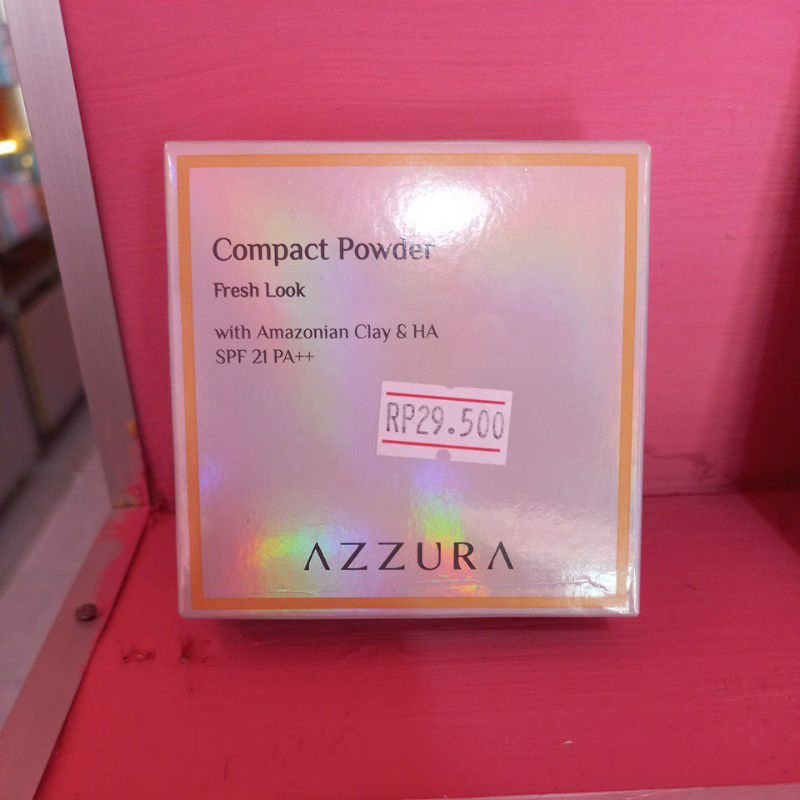 Compact Powder
Fresh Look
with Amazonian Clay & HA
SPF 21 PA++
RP29.500
AZZURA